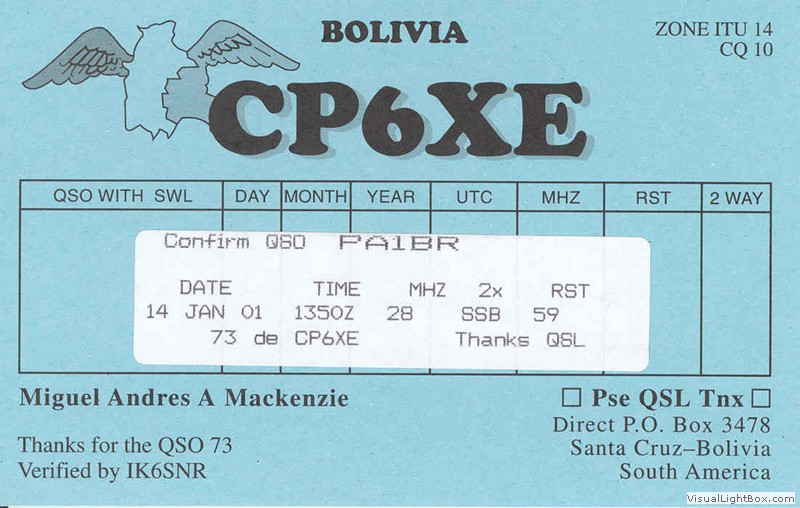 BOLIVIA
ZONE ITU 14
CQ 10
CP6XE
QSO WITH SWL DAY MONTH YEAR UTC MHZ RST 2 WAY
Confirm QSO PA1BR
DATE TIME MHZ 2x RST
14 JAN 01 1350Z 28 SSB 59
73 de CP6XE Thanks QSL
Miguel Andres A Mackenzie
Pse QSL Tnx
Direct P.O. Box 3478
Thanks for the QSO 73
Santa Cruz–Bolivia
Verified by IK6SNR
South America
VisualLightBox.com